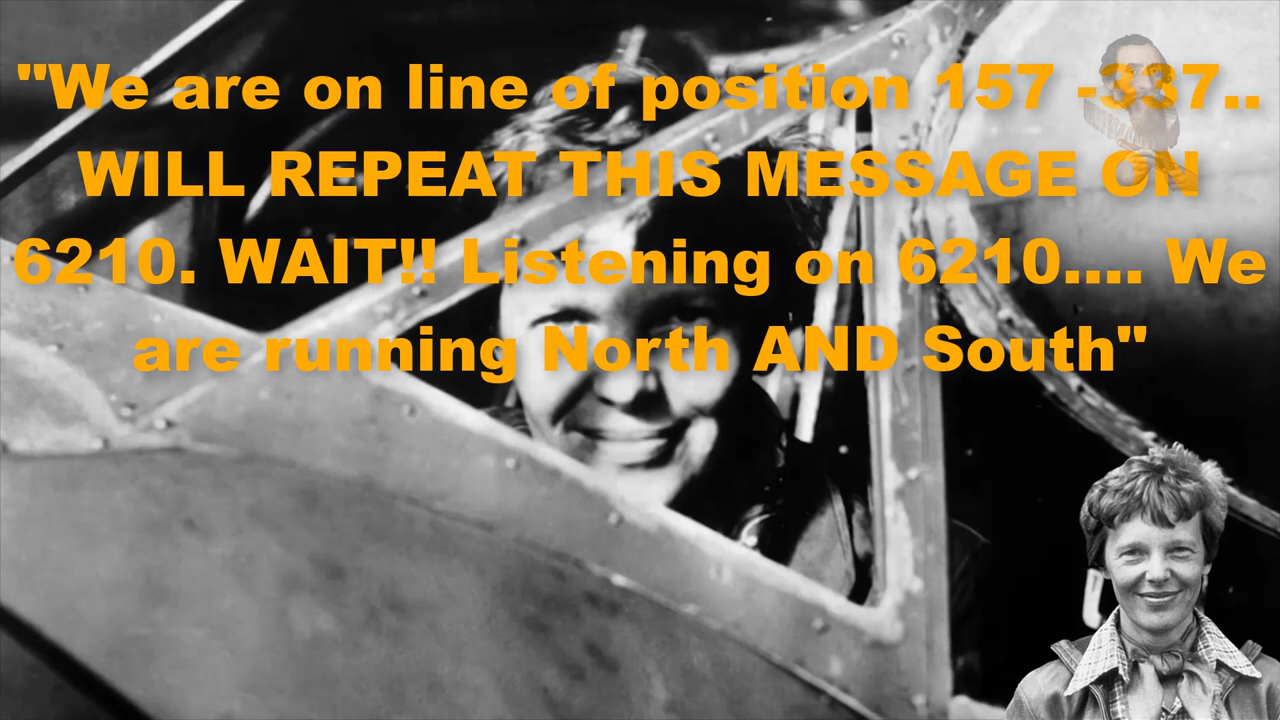 "We are on line of position 157 -337..
WILL REPEAT THIS MESSAGE ON
6210. WAIT!! Listening on 6210.... We
are running North AND South"